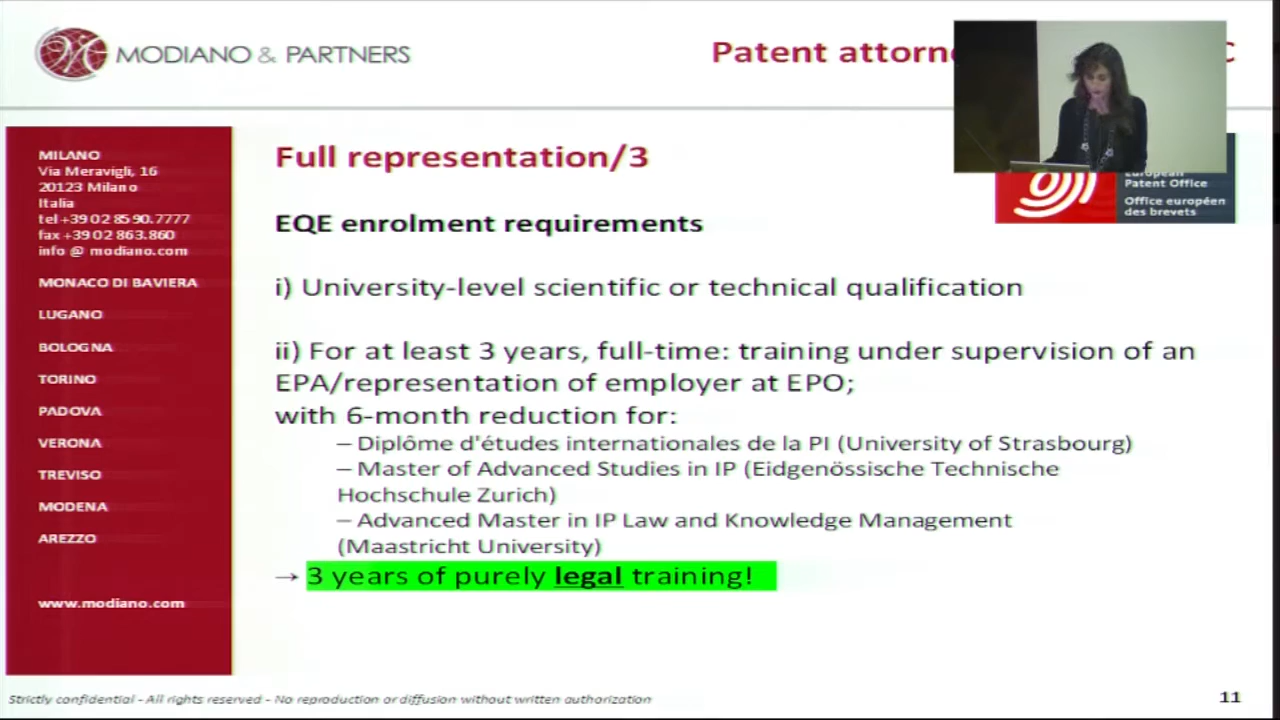 MODIANO & PARTNERS
Patent attorne
C
MILANO
Via Meravigli, 16
20123 Milano
Italia
tel +39 02 85 90.7777
fax +39 02 863.860
info @ modiano.com
MONACO DI BAVIERA
LUGANO
BOLOGNA
TORINO
PADOVA
VERONA
TREVISO
MODENA
AREZZO
www.modiano.com
Full representation/3
European
Patent Office
Office européen
des brevets
EQE enrolment requirements
i) University-level scientific or technical qualification
ii) For at least 3 years, full-time: training under supervision of an
EPA/representation of employer at EPO;
with 6-month reduction for:
– Diplôme d'études internationales de la PI (University of Strasbourg)
– Master of Advanced Studies in IP (Eidgenössische Technische
Hochschule Zurich)
– Advanced Master in IP Law and Knowledge Management
(Maastricht University)
→ 3 years of purely legal training!
Strictly confidential - All rights reserved - No reproduction or diffusion without written authorization
11